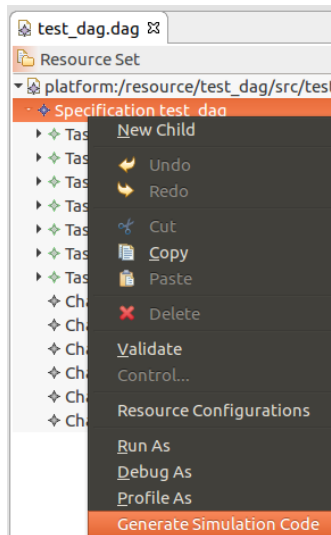 test_dag.dag
Resource Set
platform:/resource/test_dag/src/test
Specification test_dag
New Child
Tas
Tas
Undo
Tas
Redo
Tas
Tas
Cut
Tas
Copy
Tas
Paste
Cha
Cha
Delete
Cha
Validate
Cha
Control...
Cha
Resource Configurations
Cha
Run As
Debug As
Profile As
Generate Simulation Code